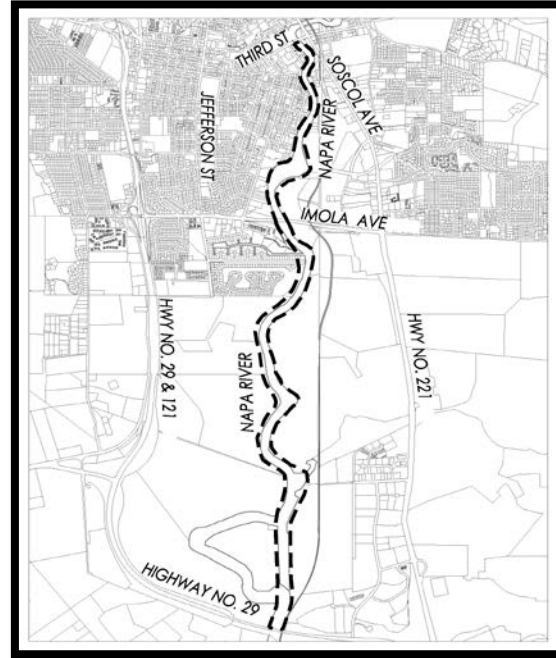 THIRD ST
SOSCOL AVE
JEFFERSON ST
NAPA RIVER
IMOLA AVE
HWY NO. 29 & 121
NAPA RIVER
HWY NO. 221
HIGHWAY NO. 29